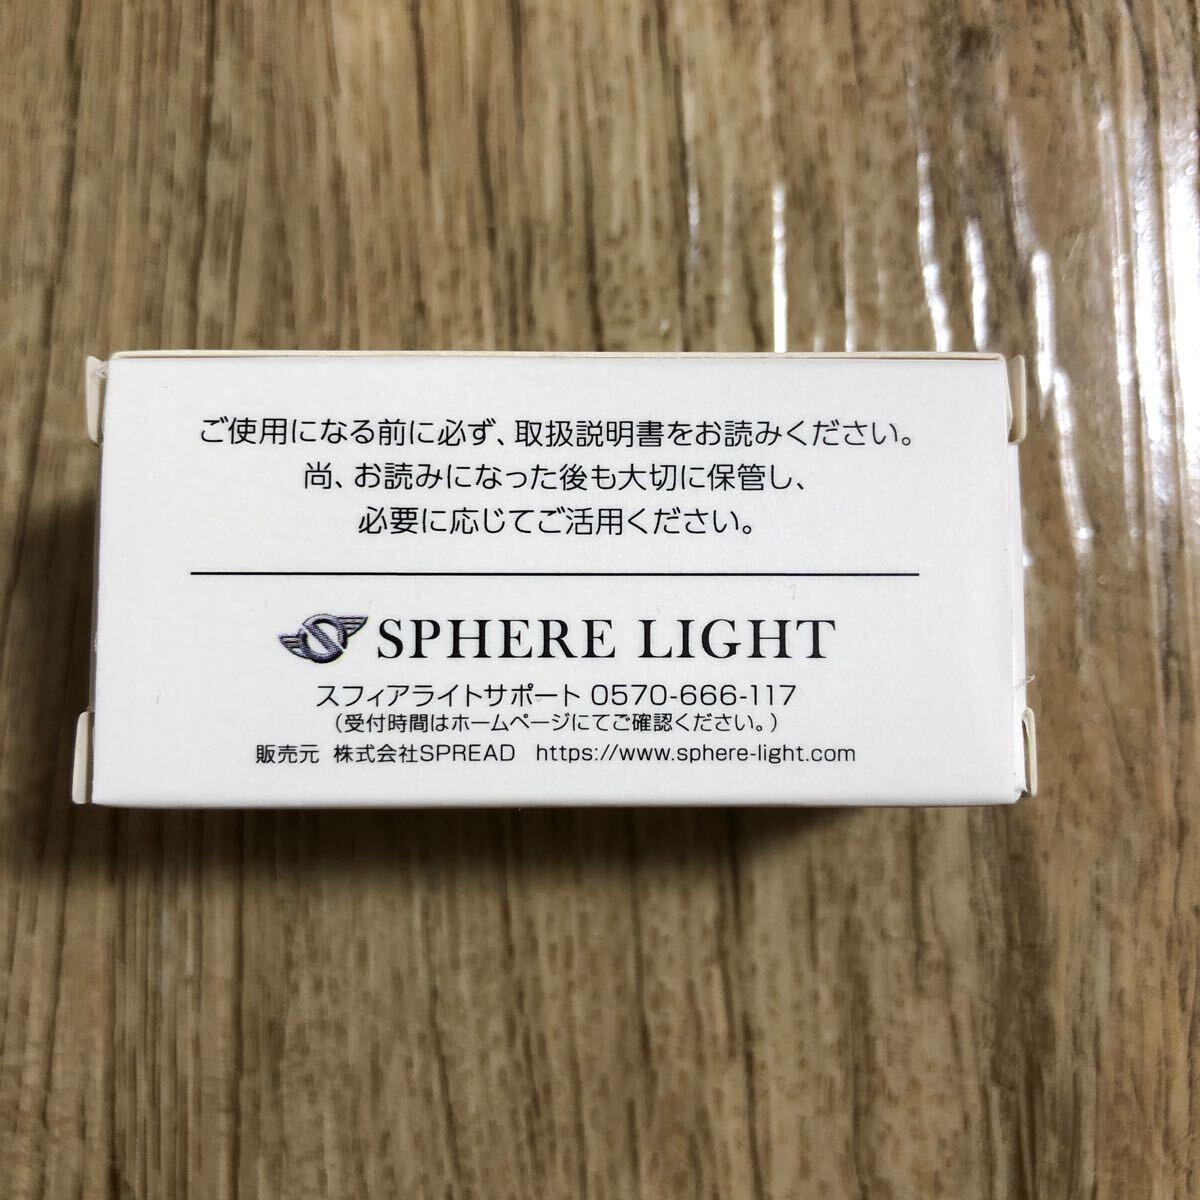 ご使用になる前に必ず、取扱説明書をお読みください。
尚、お読みになった後も大切に保管し、
必要に応じてご活用ください。
SPHERE LIGHT
スフィアライトサポート 0570-666-117
（受付時間はホームページにてご確認ください。）
販売元 株式会社SPREAD https://www.sphere-light.com